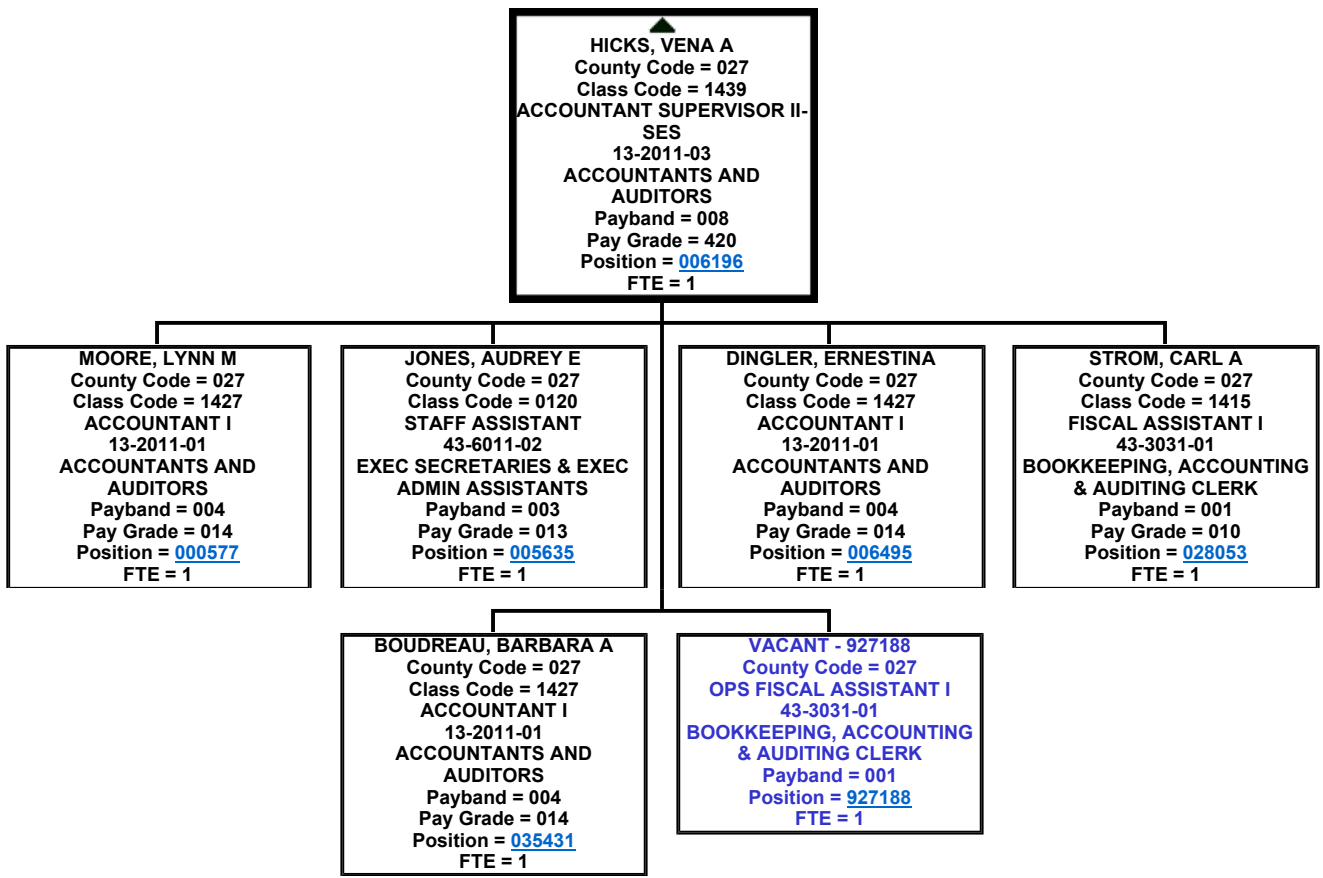 HICKS, VENA A
County Code = 027
Class Code = 1439
ACCOUNTANT SUPERVISOR II-
SES
13-2011-03
ACCOUNTANTS AND
AUDITORS
Payband = 008
Pay Grade = 420
Position = 006196
FTE = 1
MOORE, LYNN M
County Code = 027
Class Code = 1427
ACCOUNTANT I
13-2011-01
ACCOUNTANTS AND
AUDITORS
Payband = 004
Pay Grade = 014
Position = 000577
FTE = 1
JONES, AUDREY E
County Code = 027
Class Code = 0120
STAFF ASSISTANT
43-6011-02
EXEC SECRETARIES & EXEC
ADMIN ASSISTANTS
Payband = 003
Pay Grade = 013
Position = 005635
FTE = 1
DINGLER, ERNESTINA
County Code = 027
Class Code = 1427
ACCOUNTANT I
13-2011-01
ACCOUNTANTS AND
AUDITORS
Payband = 004
Pay Grade = 014
Position = 006495
FTE = 1
STROM, CARL A
County Code = 027
Class Code = 1415
FISCAL ASSISTANT I
43-3031-01
BOOKKEEPING, ACCOUNTING
& AUDITING CLERK
Payband = 001
Pay Grade = 010
Position = 028053
FTE = 1
BOUDREAU, BARBARA A
County Code = 027
Class Code = 1427
ACCOUNTANT I
13-2011-01
ACCOUNTANTS AND
AUDITORS
Payband = 004
Pay Grade = 014
Position = 035431
FTE = 1
VACANT - 927188
County Code = 027
OPS FISCAL ASSISTANT I
43-3031-01
BOOKKEEPING, ACCOUNTING
& AUDITING CLERK
Payband = 001
Position = 927188
FTE = 1